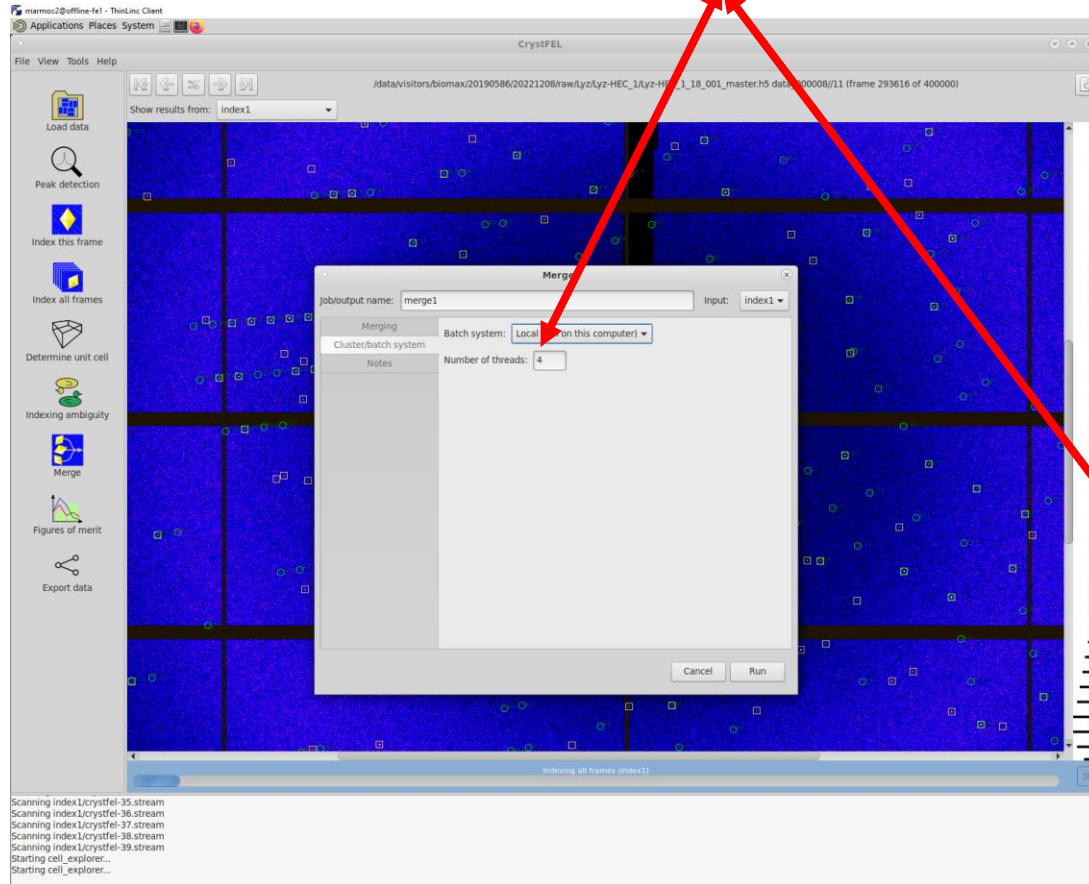 marmoc2@offline-fe1 - ThinLinc Client
Applications Places System
CrystFEL
File View Tools Help
/data/visitors/biomax/20190586/20221208/raw/Lyz/Lyz-HEC_1/Lyz-HEC_1_18_001_master.h5 data_000008//11 (frame 293616 of 400000)
Show results from: index1
Load data
Peak detection
Index this frame
Index all frames
Determine unit cell
Indexing ambiguity
Merge
Figures of merit
Export data
Merge
Job/output name: merge1 Input: index1
Merging
Cluster/batch system
Notes
Batch system: Local on this computer)
Number of threads: 4
Cancel Run
Indexing all frames (index1)
Scanning index1/crystfel-35.stream
Scanning index1/crystfel-36.stream
Scanning index1/crystfel-37.stream
Scanning index1/crystfel-38.stream
Scanning index1/crystfel-39.stream
Starting cell_explorer...
Starting cell_explorer...